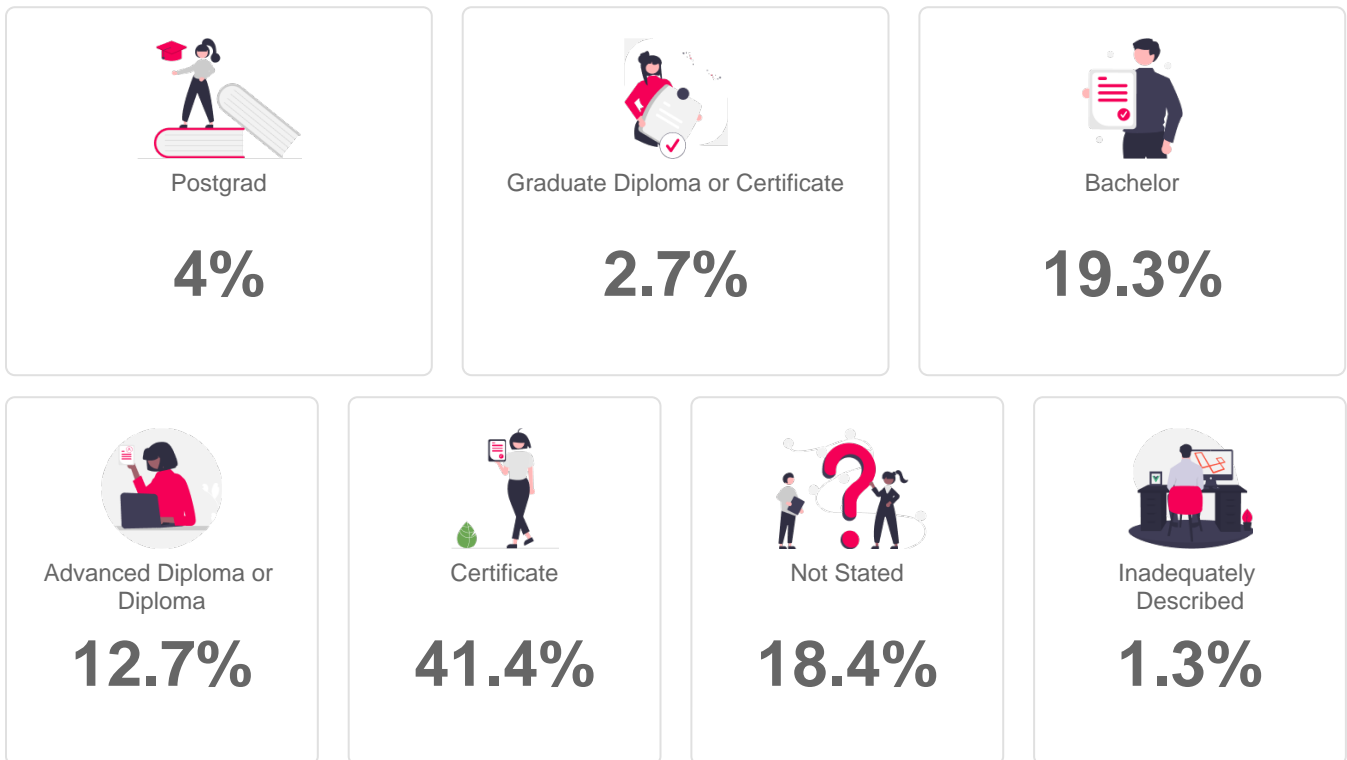 Postgrad
4%
Graduate Diploma or Certificate
2.7%
Bachelor
19.3%
Advanced Diploma or
Diploma
12.7%
Certificate
41.4%
Not Stated
18.4%
Inadequately
Described
1.3%